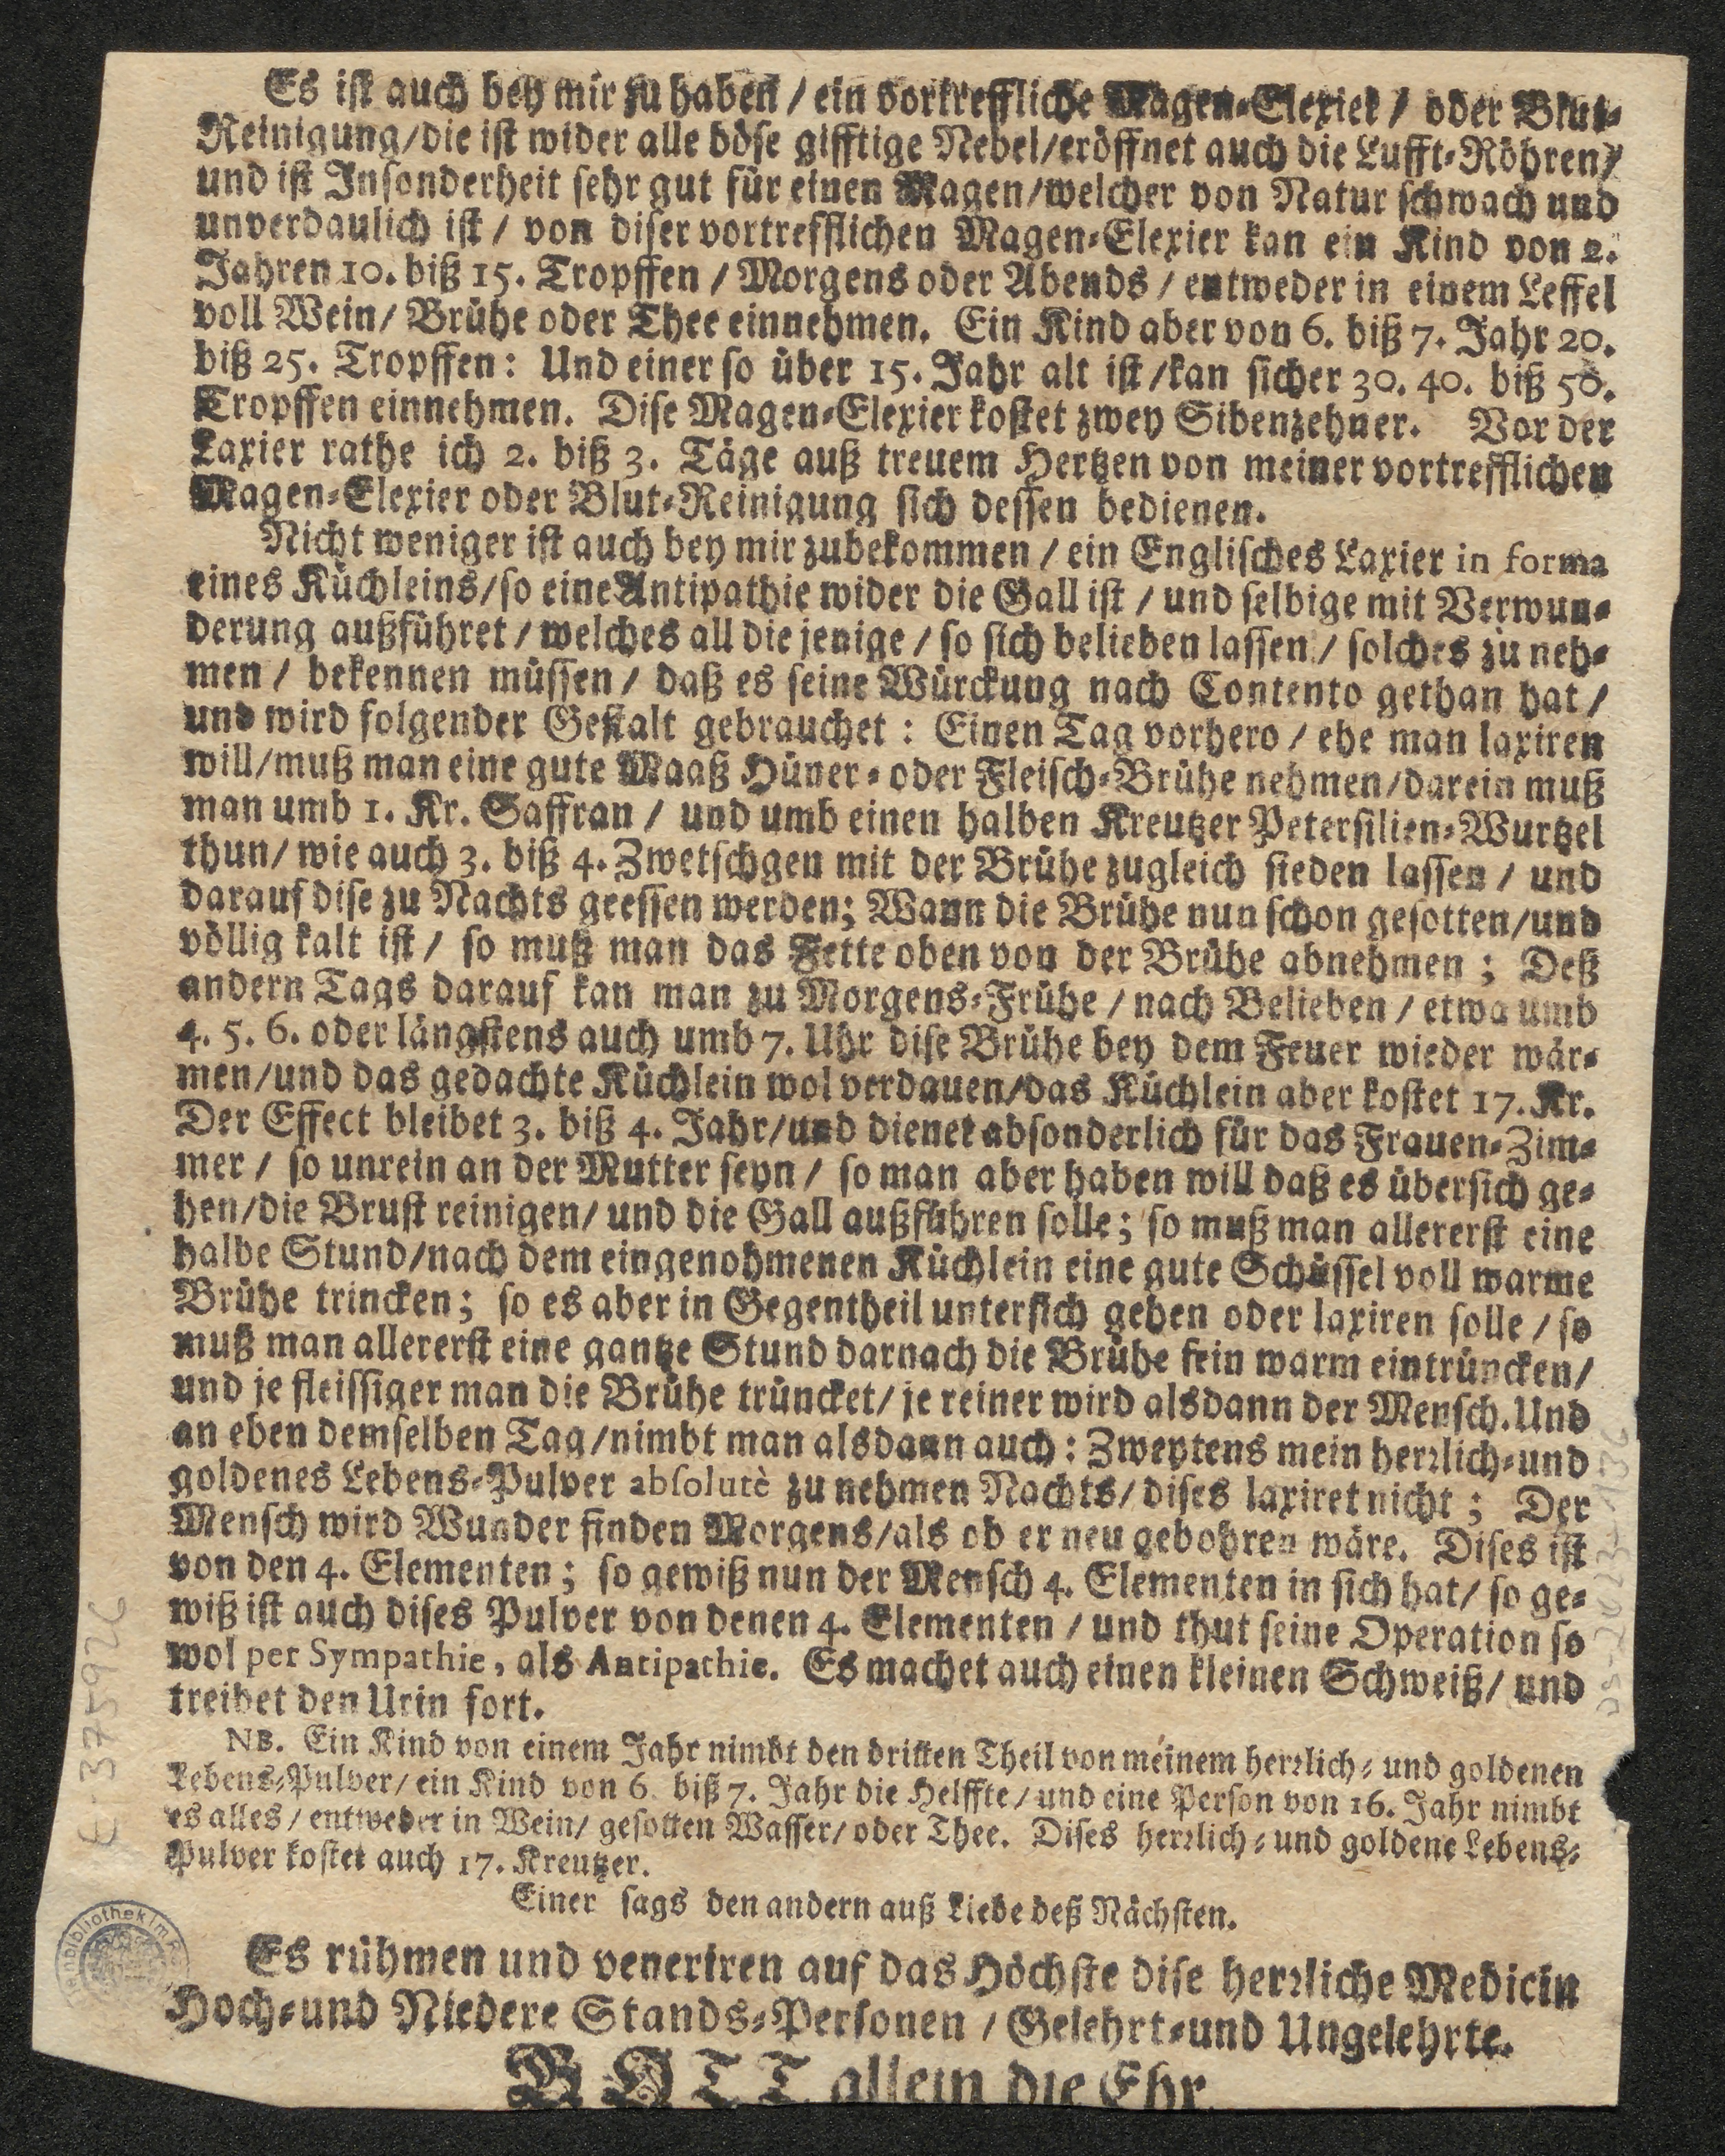 Es ist auch bey mir zu haben / ein vortreffliche Magen-Elexier / oder Blut-
Reinigung/die ist wider alle böse gifftige Nebel/eröffnet auch die Lufft-Röhren/
und ist Insonderheit sehr gut für einen Magen/welcher von Natur schwach und
unverdaulich ist / von diser vortrefflichen Magen-Elexier kan ein Kind von 2.
Jahren 10. biß 15. Tropffen / Morgens oder Abends / entweder in einem Leffel
voll Wein/ Brühe oder Thee einnehmen. Ein Kind aber von 6. biß 7. Jahr 20.
biß 25. Tropffen: Und einer so über 15. Jahr alt ist /kan sicher 30. 40. biß 50.
Tropffen einnehmen. Dise Magen-Elexier kostet zwey Sibenzehner. Vor der
Laxier rathe ich 2. biß 3. Täge auß treuem Hertzen von meiner vortrefflichen
Magen-Elexier oder Blut-Reinigung sich dessen bedienen.
Nicht weniger ist auch bey mir zubekommen / ein Englisches Laxier in forma
eines Küchleins/so eine Antipathie wider die Gall ist / und selbige mit Verwun-
derung außführet / welches all die jenige / so sich belieben lassen / solches zu neh-
men / bekennen müssen / daß es seine Würckung nach Contento gethan hat /
und wird folgender Gestalt gebrauchet : Einen Tag vorhero / ehe man laxiren
will/muß man eine gute Maaß Hüner- oder Fleisch-Brühe nehmen/darein muß
man umb 1. Kr. Saffran / und umb einen halben Kreutzer Petersilien-Wurtzel
thun/ wie auch 3. biß 4. Zwetschgen mit der Brühe zugleich sieden lassen / und
darauf dise zu Nachts geessen werden; Wann die Brühe nun schon gesotten/und
völlig kalt ist / so muß man das Fette oben von der Brühe abnehmen ; Deß
andern Tags darauf kan man zu Morgens-Frühe / nach Belieben / etwa umb
4. 5. 6. oder längstens auch umb 7. Uhr dise Brühe bey dem Feuer wieder wär-
men/und das gedachte Küchlein wol verdauen/das Küchlein aber kostet 17. Kr.
Der Effect bleibet 3. biß 4. Jahr/und dienet absonderlich für das Frauen-Zim-
mer / so unrein an der Mutter seyn / so man aber haben will daß es übersich ge-
hen/die Brust reinigen/ und die Gall außführen solle; so muß man allererst eine
halbe Stund/nach dem eingenohmenen Küchlein eine gute Schüssel voll warme
Brühe trincken; so es aber in Gegentheil untersich gehen oder laxiren solle / so
muß man allererst eine gantze Stund darnach die Brühe fein warm eintrüncken/
und je fleissiger man die Brühe trüncket/ je reiner wird alsdann der Mensch. Und
an eben demselben Tag/nimbt man alsdann auch : Zweytens mein herrlich-und
goldenes Lebens-Pulver absolutè zu nehmen Nachts/ dises laxiret nicht ; Der
Mensch wird Wunder finden Morgens/als ob er neu gebohren wäre. Dises ist
von den 4. Elementen ; so gewiß nun der Mensch 4. Elementen in sich hat/ so ge-
wiß ist auch dises Pulver von denen 4. Elementen / und thut seine Operation so
wol per Sympathie, als Antipathie. Es machet auch einen kleinen Schweiß/ und
treibet den Urin fort.
NB. Ein Kind von einem Jahr nimbt den dritten Theil von meinem herrlich- und goldenen
Lebens-Pulver/ ein Kind von 6. biß 7. Jahr die Helffte / und eine Person von 16. Jahr nimbt
es alles / entweder in Wein/ gesotten Wasser/ oder Thee. Dises herrlich- und goldene Lebens-
Pulver kostet auch 17. Kreutzer.
Einer sags den andern auß Liebe deß Nächsten.
Es rühmen und veneriren auf das Höchste dise herrliche Medicin
Hoch-und Niedere Stands-Personen / Gelehrt-und Ungelehrte.
GOTT allein die Ehr.
E-375926